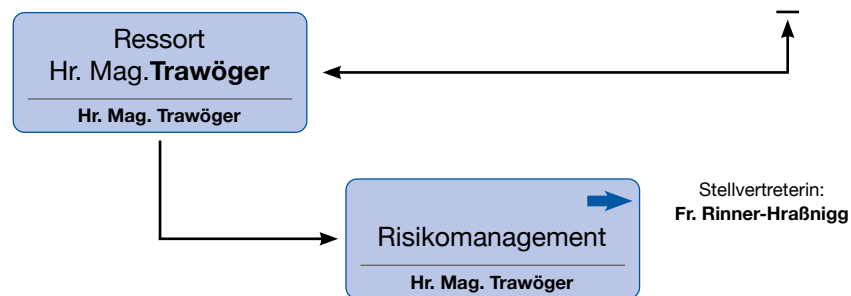 Ressort
Hr. Mag.Trawöger
Hr. Mag. Trawöger
Stellvertreterin:
Fr. Rinner-Hraßnigg
Risikomanagement
Hr. Mag. Trawöger